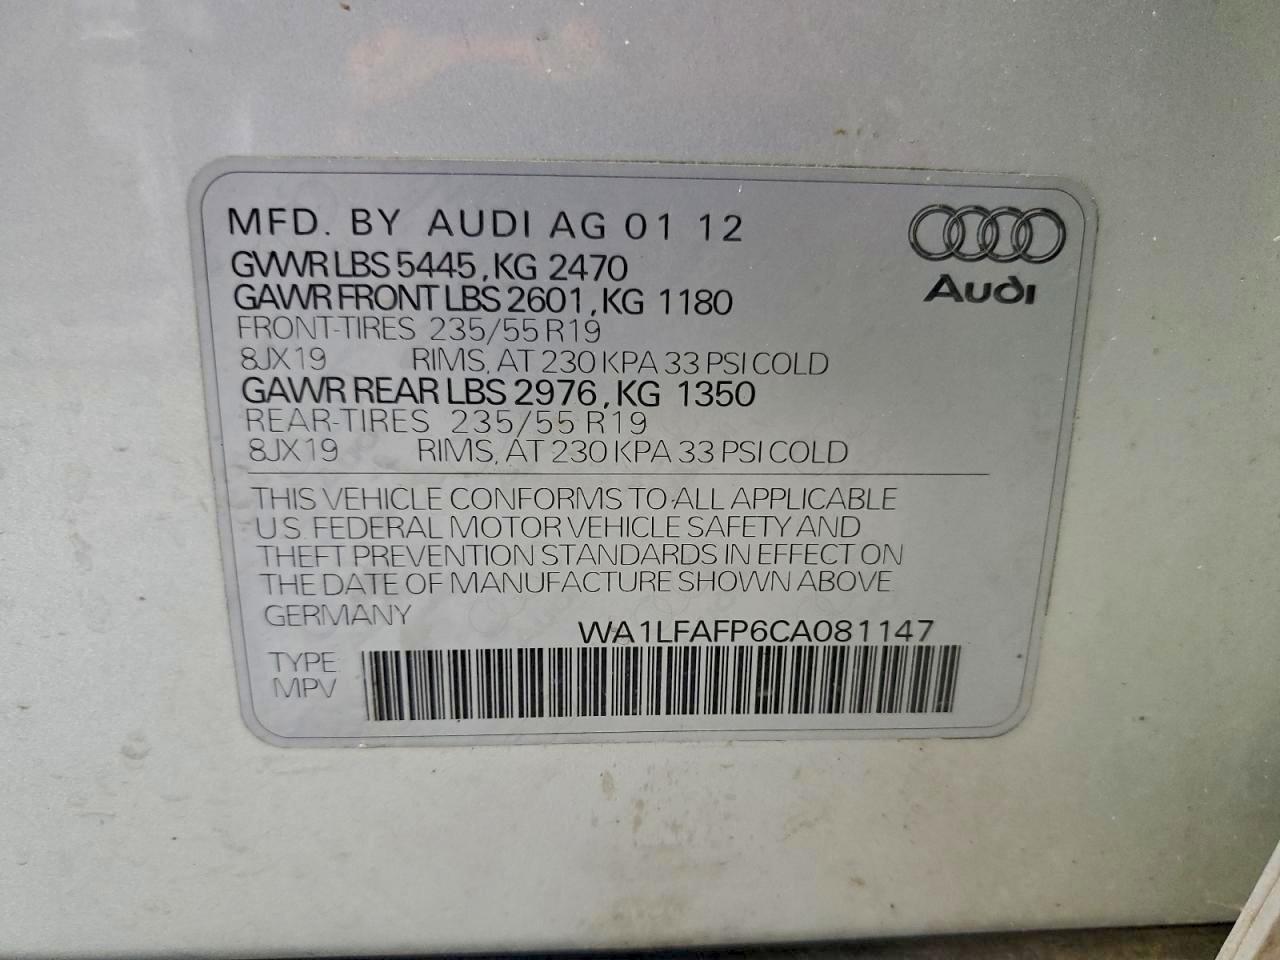 MFD. BY AUDI AG 01 12
GVWR LBS 5445, KG 2470
GAWR FRONT LBS 2601, KG 1180
FRONT-TIRES 235/55 R19
8JX19 RIMS, AT 230 KPA 33 PSI COLD
GAWR REAR LBS 2976, KG 1350
REAR-TIRES 235/55 R19
8JX19 RIMS, AT 230 KPA 33 PSI COLD
Audi
THIS VEHICLE CONFORMS TO ALL APPLICABLE
U.S. FEDERAL MOTOR VEHICLE SAFETY AND
THEFT PREVENTION STANDARDS IN EFFECT ON
THE DATE OF MANUFACTURE SHOWN ABOVE
GERMANY
WA1LFAFP6CA081147
TYPE
MPV